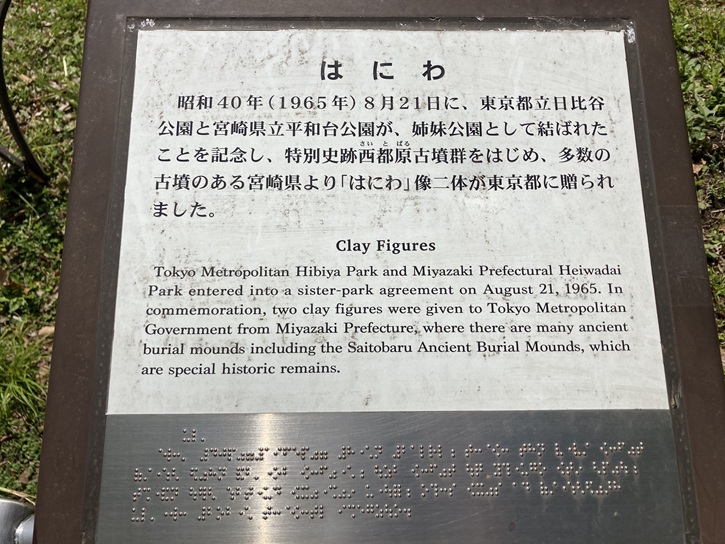 はにわ
昭和40年(1965年)8月21日に、東京都立日比谷
公園と宮崎県立平和台公園が、姉妹公園として結ばれた
ことを記念し、特別史跡西都原古墳群をはじめ、多数の
さいとばる
古墳のある宮崎県より「はにわ」像二体が東京都に贈られ
ました。
Clay Figures
Tokyo Metropolitan Hibiya Park and Miyazaki Prefectural Heiwadai
Park entered into a sister-park agreement on August 21, 1965. In
commemoration, two clay figures were given to Tokyo Metropolitan
Government from Miyazaki Prefecture, where there are many ancient
burial mounds including the Saitobaru Ancient Burial Mounds, which
are special historic remains.